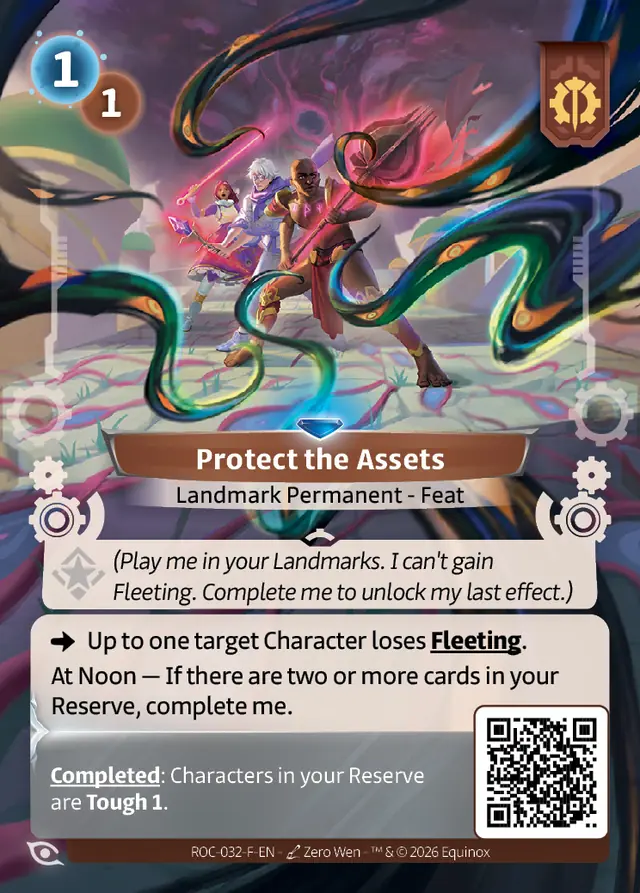 1
1
Protect the Assets
Landmark Permanent - Feat
(Play me in your Landmarks. I can't gain
Fleeting. Complete me to unlock my last effect.)
Up to one target Character loses Fleeting.
At Noon — If there are two or more cards in your
Reserve, complete me.
Completed: Characters in your Reserve
are Tough 1.
ROC-032-F-EN - Zero Wen - ™ & © 2026 Equinox